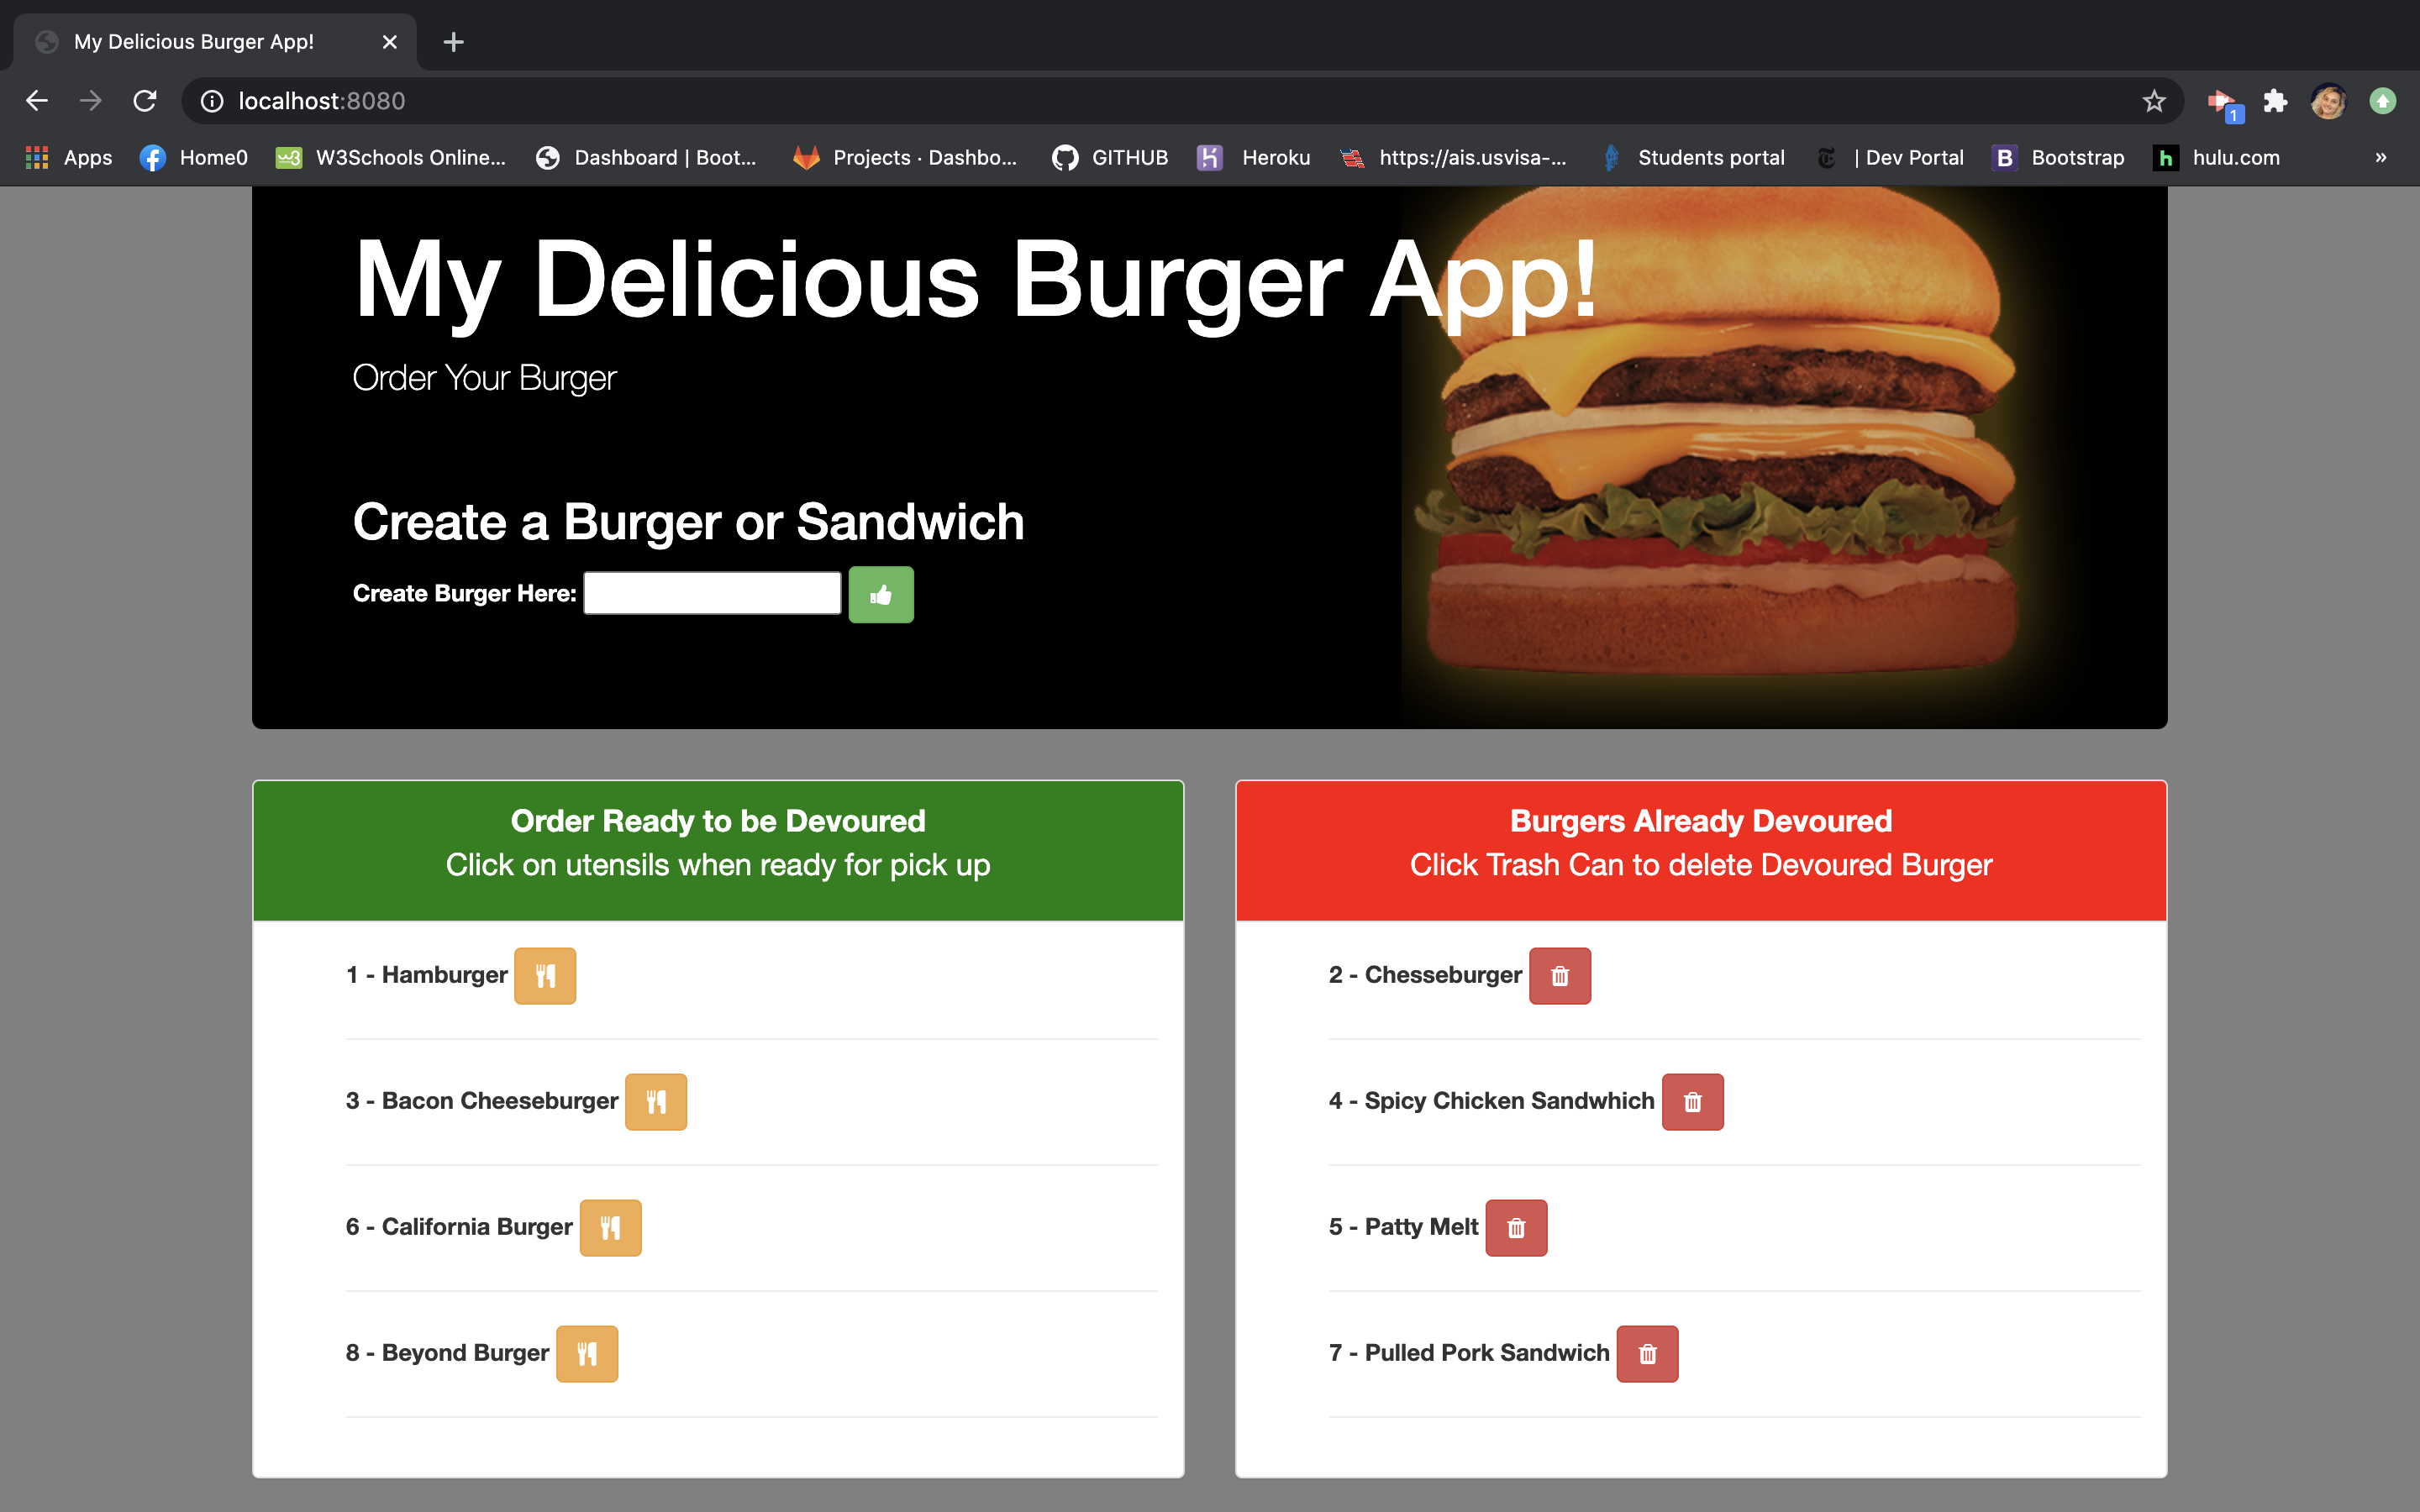 My Delicious Burger App!
localhost:8080
1
Apps
Home0
W3Schools Online...
Dashboard | Boot...
Projects · Dashbo...
GITHUB
Heroku
https://ais.usvisa-...
Students portal
| Dev Portal
Bootstrap
hulu.com
»
My Delicious Burger App!
Order Your Burger
Create a Burger or Sandwich
Create Burger Here:
Order Ready to be Devoured
Click on utensils when ready for pick up
1 - Hamburger
3 - Bacon Cheeseburger
6 - California Burger
8 - Beyond Burger
Burgers Already Devoured
Click Trash Can to delete Devoured Burger
2 - Chesseburger
4 - Spicy Chicken Sandwhich
5 - Patty Melt
7 - Pulled Pork Sandwich